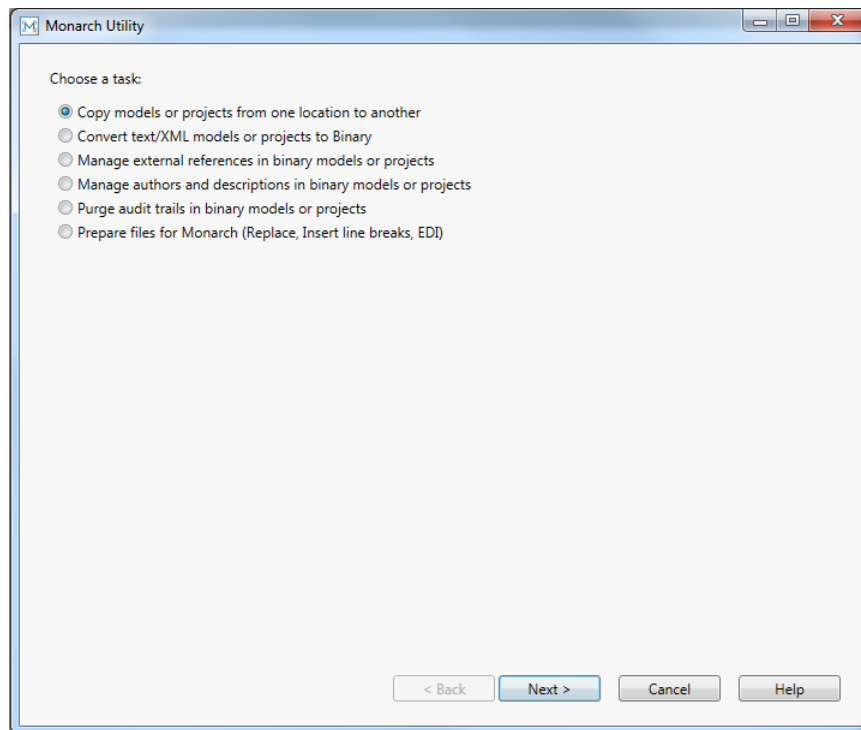 Monarch Utility
Choose a task:
Copy models or projects from one location to another
Convert text/XML models or projects to Binary
Manage external references in binary models or projects
Manage authors and descriptions in binary models or projects
Purge audit trails in binary models or projects
Prepare files for Monarch (Replace, Insert line breaks, EDI)
< Back Next > Cancel Help